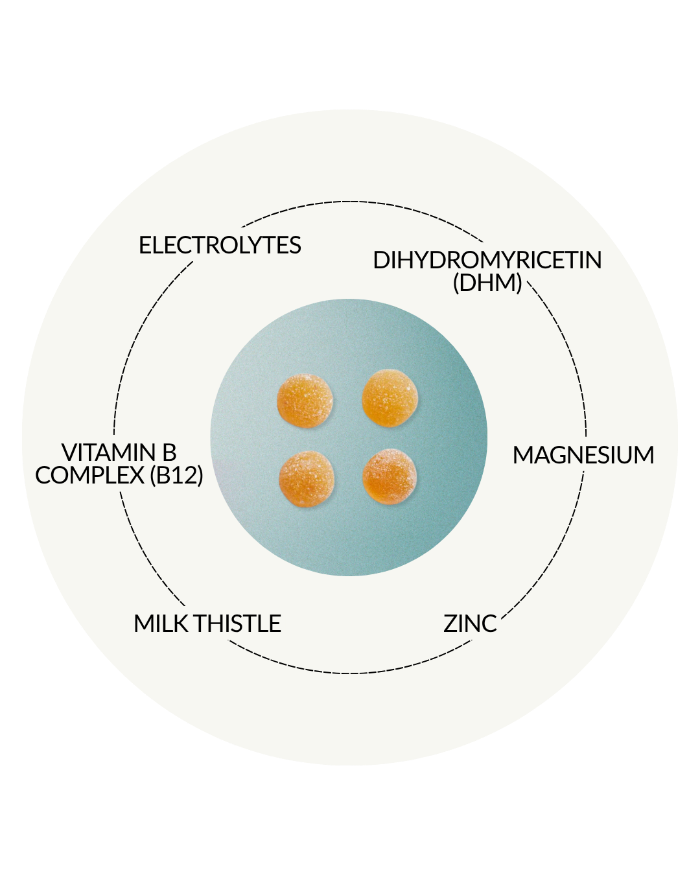 ELECTROLYTES
DIHYDROMYRICETIN
(DHM)
VITAMIN B
COMPLEX (B12)
MAGNESIUM
MILK THISTLE
ZINC